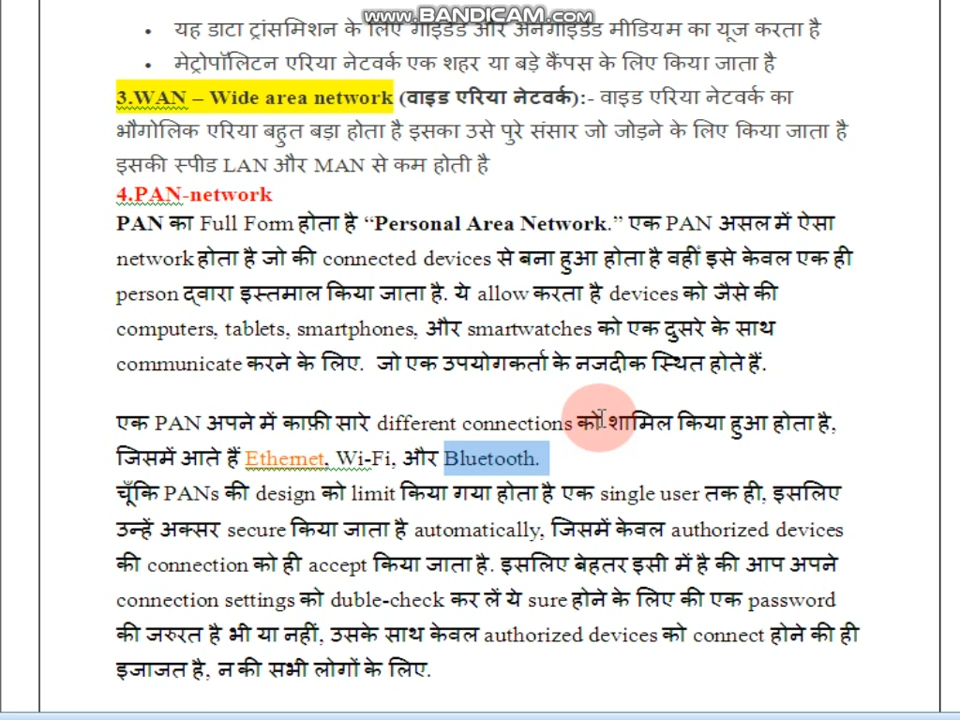 www.BANDICAM.com
• यह डाटा ट्रांसमिशन के लिए गाइडेड और अनगाइडेड मीडियम का यूज करता है
• मेट्रोपॉलिटन एरिया नेटवर्क एक शहर या बड़े कैंपस के लिए किया जाता है
3.WAN – Wide area network (वाइड एरिया नेटवर्क):- वाइड एरिया नेटवर्क का
भौगोलिक एरिया बहुत बड़ा होता है इसका उसे पुरे संसार जो जोड़ने के लिए किया जाता है
इसकी स्पीड LAN और MAN से कम होती है
4.PAN-network
PAN का Full Form होता है “Personal Area Network.” एक PAN असल में ऐसा
network होता है जो की connected devices से बना हुआ होता है वहीं इसे केवल एक ही
person द्वारा इस्तमाल किया जाता है. ये allow करता है devices को जैसे की
computers, tablets, smartphones, और smartwatches को एक दुसरे के साथ
communicate करने के लिए. जो एक उपयोगकर्ता के नजदीक स्थित होते हैं.
एक PAN अपने में काफ़ी सारे different connections को शामिल किया हुआ होता है,
जिसमें आते हैं Ethernet, Wi-Fi, और Bluetooth.
चूँकि PANs की design को limit किया गया होता है एक single user तक ही, इसलिए
उन्हें अक्सर secure किया जाता है automatically, जिसमें केवल authorized devices
की connection को ही accept किया जाता है. इसलिए बेहतर इसी में है की आप अपने
connection settings को duble-check कर लें ये sure होने के लिए की एक password
की जरुरत है भी या नहीं, उसके साथ केवल authorized devices को connect होने की ही
इजाजत है, न की सभी लोगों के लिए.